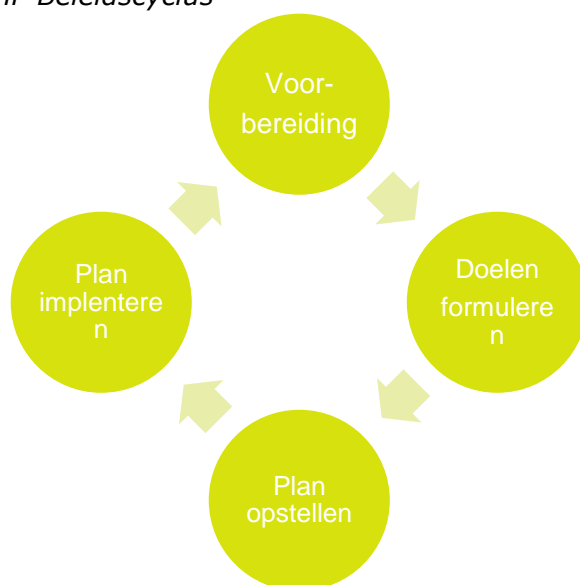 Beleidscyclus
Voor-
bereiding
Doelen
formulere
n
Plan
opstellen
Plan
implentere
n